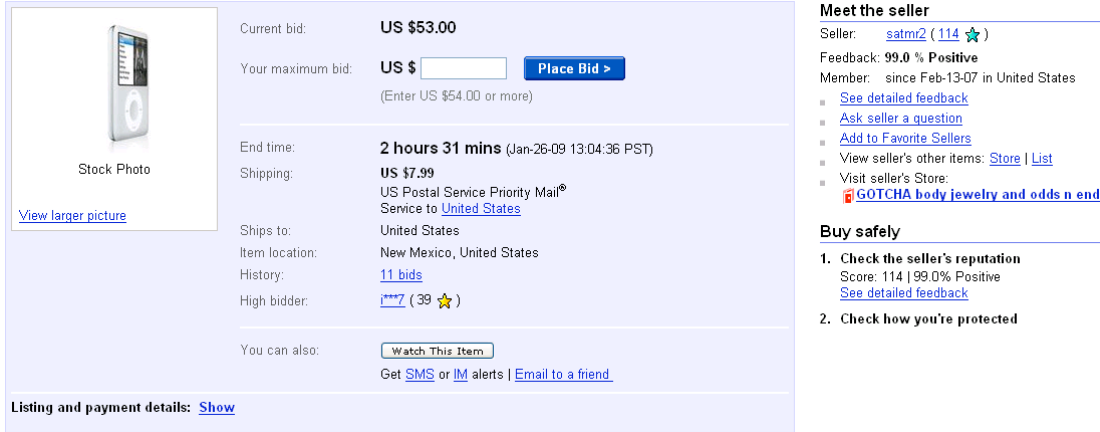 Stock Photo
View larger picture
Current bid: US $53.00
Your maximum bid: US $ Place Bid >
(Enter US $54.00 or more)
End time: 2 hours 31 mins (Jan-26-09 13:04:36 PST)
Shipping: US $7.99
US Postal Service Priority Mail®
Service to United States
Ships to: United States
Item location: New Mexico, United States
History: 11 bids
High bidder: i***7 ( 39 )
You can also: Watch This Item
Get SMS or IM alerts | Email to a friend
Listing and payment details: Show
Meet the seller
Seller: satmr2 ( 114 )
Feedback: 99.0 % Positive
Member: since Feb-13-07 in United States
See detailed feedback
Ask seller a question
Add to Favorite Sellers
View seller's other items: Store | List
Visit seller's Store:
GOTCHA body jewelry and odds n end
Buy safely
1. Check the seller's reputation
Score: 114 | 99.0% Positive
See detailed feedback
2. Check how you're protected